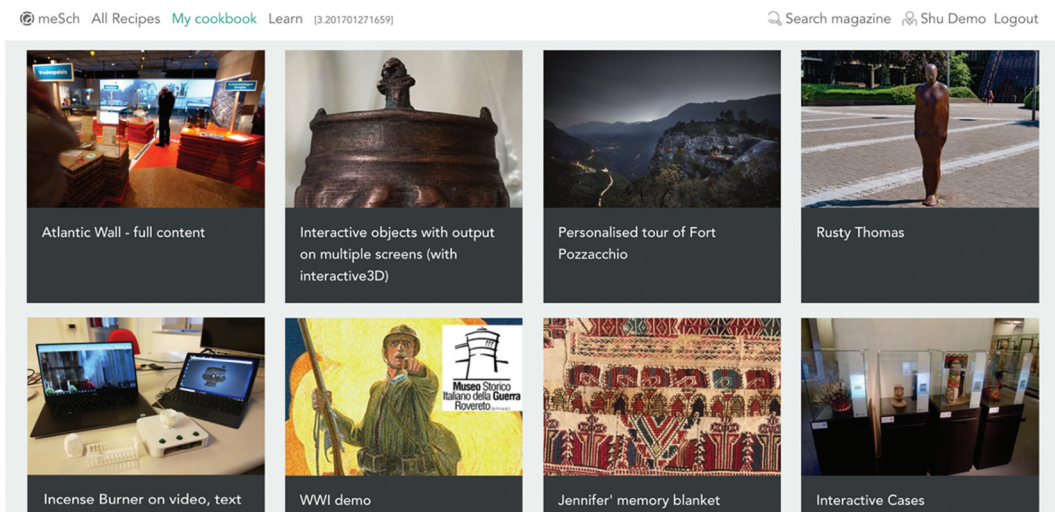 meSch All Recipes My cookbook Learn [3.201701271659] Search magazine Shu Demo Logout
Vredespaleis
Atlantic Wall - full content
Interactive objects with output
on multiple screens (with
interactive3D)
Personalised tour of Fort
Pozzacchio
Rusty Thomas
Museo Storico
Italiano della Guerra
Rovereto
Incense Burner on video, text
WWI demo
Jennifer' memory blanket
Interactive Cases